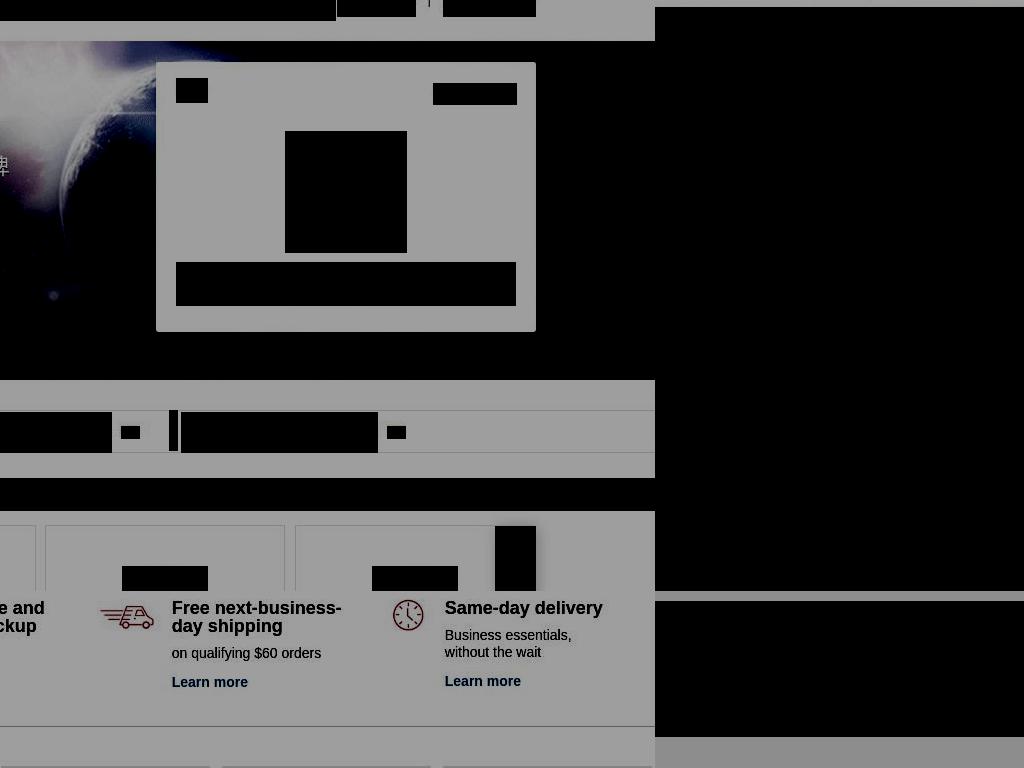 牌
e and
ckup
Free next-business-
day shipping
on qualifying $60 orders
Learn more
Same-day delivery
Business essentials,
without the wait
Learn more